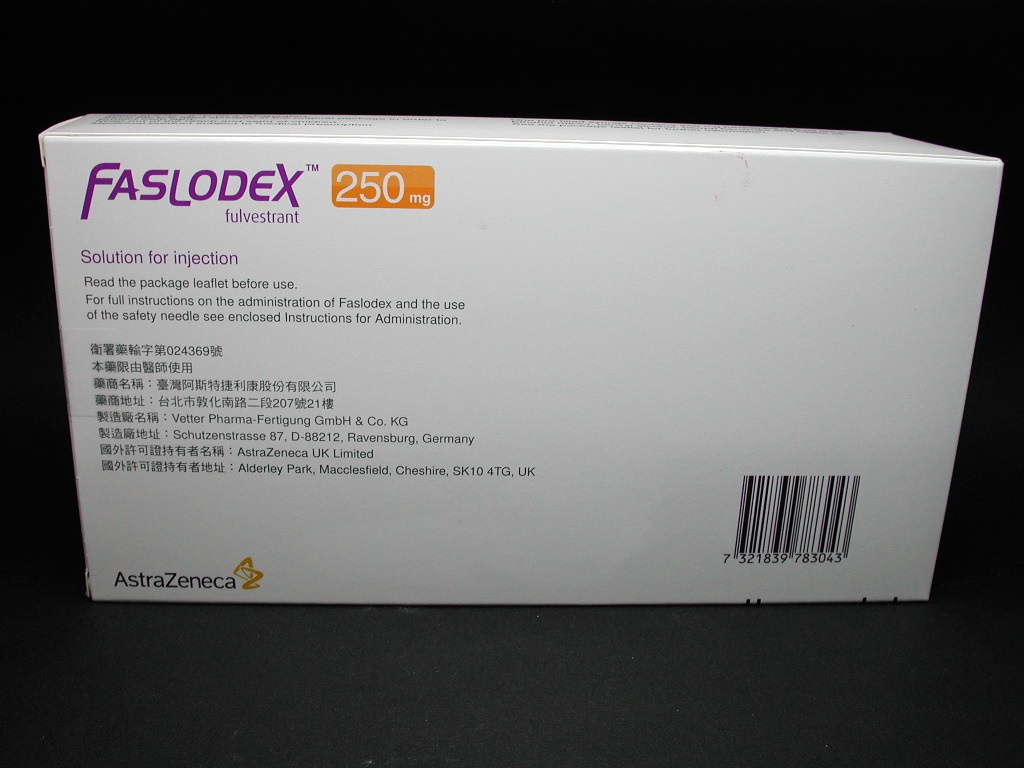 FASLODEX™ 250 mg
fulvestrant
Solution for injection
Read the package leaflet before use.
For full instructions on the administration of Faslodex and the use
of the safety needle see enclosed Instructions for Administration.
衛署藥輸字第024369號
本藥限由醫師使用
藥商名稱：臺灣阿斯特捷利康股份有限公司
藥商地址：台北市敦化南路二段207號21樓
製造廠名稱：Vetter Pharma-Fertigung GmbH & Co. KG
製造廠地址：Schutzenstrasse 87, D-88212, Ravensburg, Germany
國外許可證持有者名稱：AstraZeneca UK Limited
國外許可證持有者地址：Alderley Park, Macclesfield, Cheshire, SK10 4TG, UK
7 321839 783043
AstraZeneca